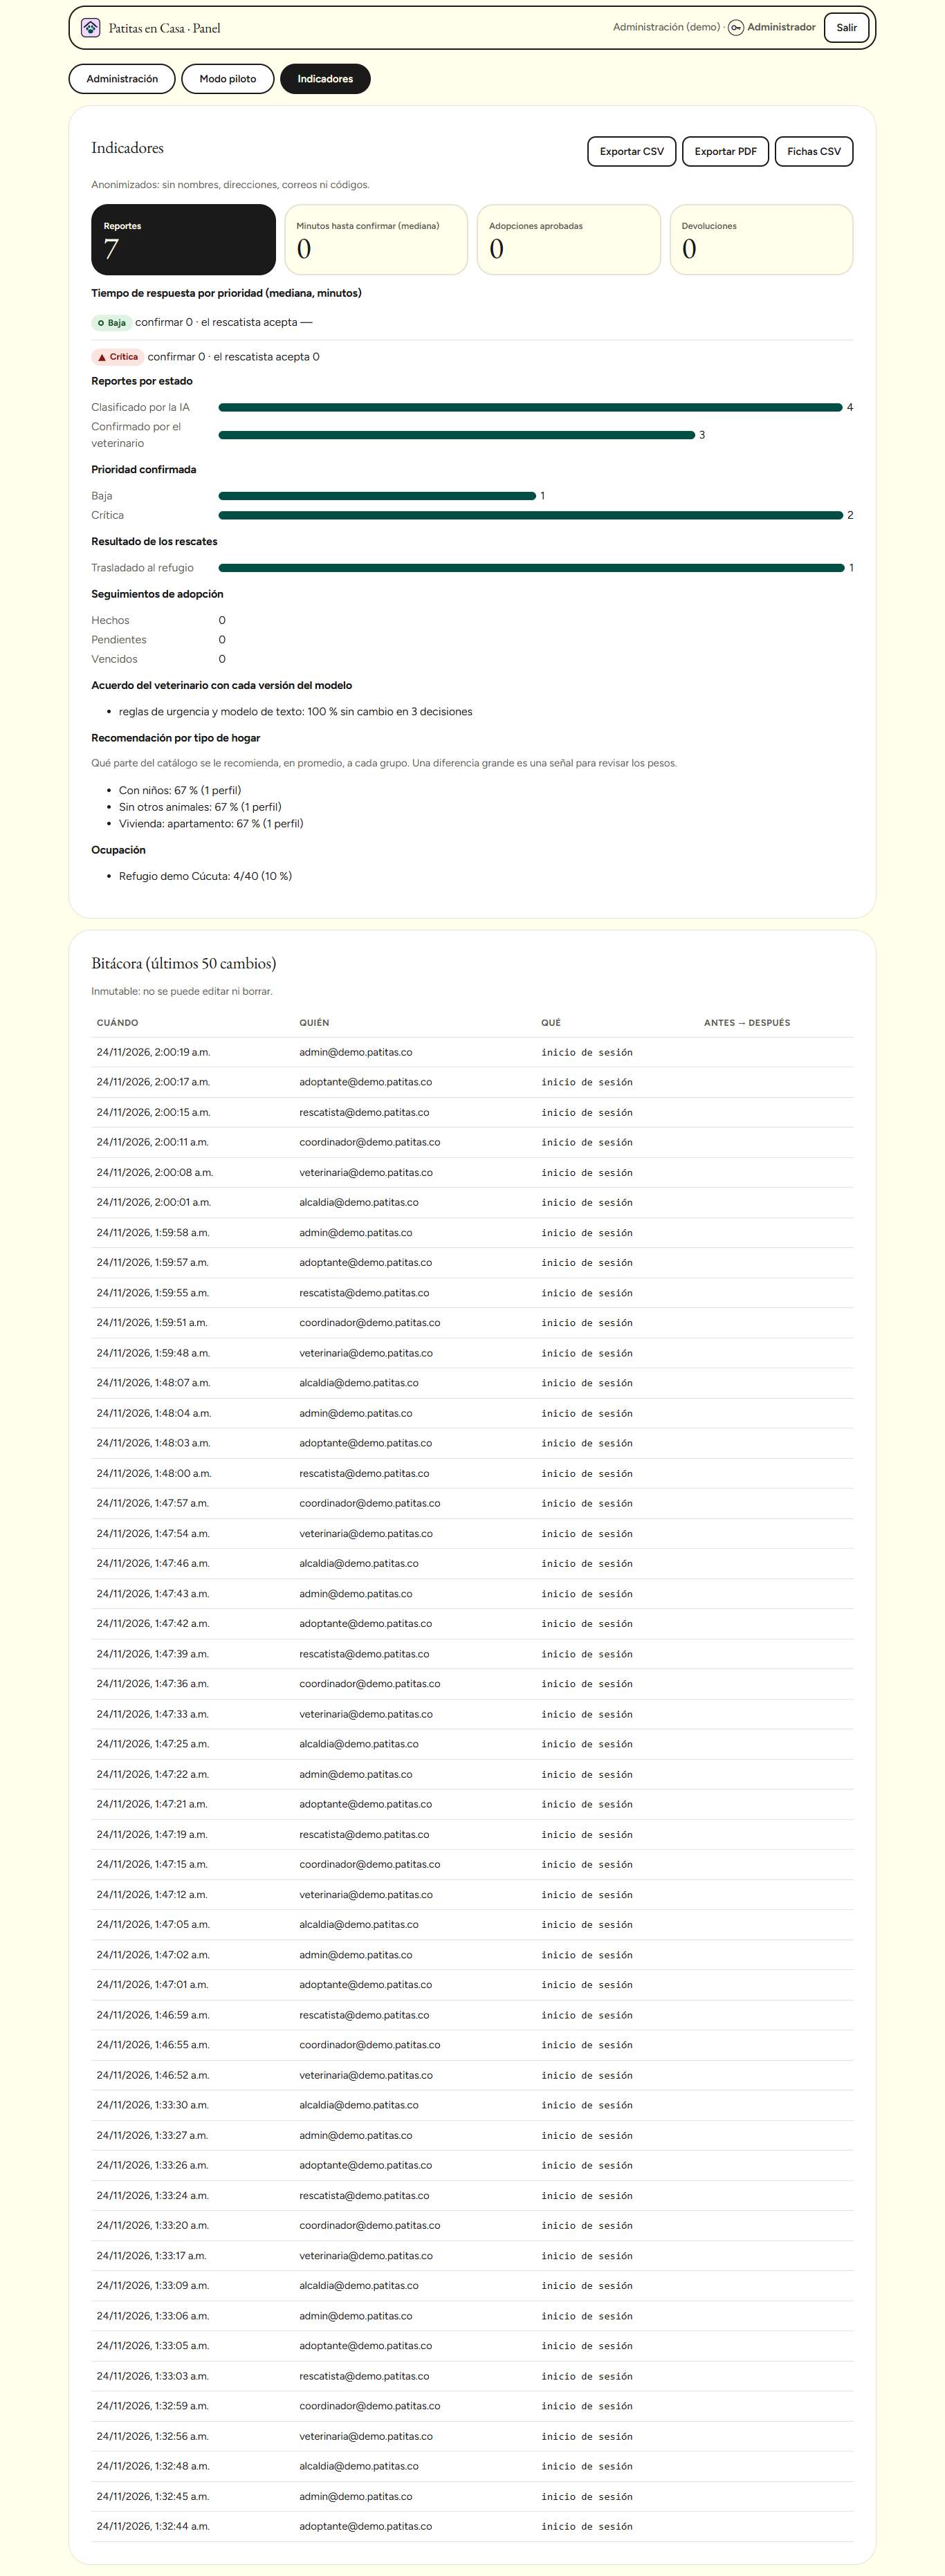 Patitas en Casa · Panel
Administración (demo) · Administrador
Salir
Administración
Modo piloto
Indicadores
Indicadores
Exportar CSV
Exportar PDF
Fichas CSV
Anonimizados: sin nombres, direcciones, correos ni códigos.
Reportes
7
Minutos hasta confirmar (mediana)
0
Adopciones aprobadas
0
Devoluciones
0
Tiempo de respuesta por prioridad (mediana, minutos)
Baja confirmar 0 · el rescatista acepta —
Crítica confirmar 0 · el rescatista acepta 0
Reportes por estado
Clasificado por la IA 4
Confirmado por el
veterinario 3
Prioridad confirmada
Baja 1
Crítica 2
Resultado de los rescates
Trasladado al refugio 1
Seguimientos de adopción
Hechos 0
Pendientes 0
Vencidos 0
Acuerdo del veterinario con cada versión del modelo
• reglas de urgencia y modelo de texto: 100 % sin cambio en 3 decisiones
Recomendación por tipo de hogar
Qué parte del catálogo se le recomienda, en promedio, a cada grupo. Una diferencia grande es una señal para revisar los pesos.
• Con niños: 67 % (1 perfil)
• Sin otros animales: 67 % (1 perfil)
• Vivienda: apartamento: 67 % (1 perfil)
Ocupación
• Refugio demo Cúcuta: 4/40 (10 %)
Bitácora (últimos 50 cambios)
Inmutable: no se puede editar ni borrar.
CUÁNDO QUIÉN QUÉ ANTES → DESPUÉS
24/11/2026, 2:00:19 a.m. admin@demo.patitas.co inicio de sesión
24/11/2026, 2:00:17 a.m. adoptante@demo.patitas.co inicio de sesión
24/11/2026, 2:00:15 a.m. rescatista@demo.patitas.co inicio de sesión
24/11/2026, 2:00:11 a.m. coordinador@demo.patitas.co inicio de sesión
24/11/2026, 2:00:08 a.m. veterinaria@demo.patitas.co inicio de sesión
24/11/2026, 2:00:01 a.m. alcaldia@demo.patitas.co inicio de sesión
24/11/2026, 1:59:58 a.m. admin@demo.patitas.co inicio de sesión
24/11/2026, 1:59:57 a.m. adoptante@demo.patitas.co inicio de sesión
24/11/2026, 1:59:55 a.m. rescatista@demo.patitas.co inicio de sesión
24/11/2026, 1:59:51 a.m. coordinador@demo.patitas.co inicio de sesión
24/11/2026, 1:59:48 a.m. veterinaria@demo.patitas.co inicio de sesión
24/11/2026, 1:48:07 a.m. alcaldia@demo.patitas.co inicio de sesión
24/11/2026, 1:48:04 a.m. admin@demo.patitas.co inicio de sesión
24/11/2026, 1:48:03 a.m. adoptante@demo.patitas.co inicio de sesión
24/11/2026, 1:48:00 a.m. rescatista@demo.patitas.co inicio de sesión
24/11/2026, 1:47:57 a.m. coordinador@demo.patitas.co inicio de sesión
24/11/2026, 1:47:54 a.m. veterinaria@demo.patitas.co inicio de sesión
24/11/2026, 1:47:46 a.m. alcaldia@demo.patitas.co inicio de sesión
24/11/2026, 1:47:43 a.m. admin@demo.patitas.co inicio de sesión
24/11/2026, 1:47:42 a.m. adoptante@demo.patitas.co inicio de sesión
24/11/2026, 1:47:39 a.m. rescatista@demo.patitas.co inicio de sesión
24/11/2026, 1:47:36 a.m. coordinador@demo.patitas.co inicio de sesión
24/11/2026, 1:47:33 a.m. veterinaria@demo.patitas.co inicio de sesión
24/11/2026, 1:47:25 a.m. alcaldia@demo.patitas.co inicio de sesión
24/11/2026, 1:47:22 a.m. admin@demo.patitas.co inicio de sesión
24/11/2026, 1:47:21 a.m. adoptante@demo.patitas.co inicio de sesión
24/11/2026, 1:47:19 a.m. rescatista@demo.patitas.co inicio de sesión
24/11/2026, 1:47:15 a.m. coordinador@demo.patitas.co inicio de sesión
24/11/2026, 1:47:12 a.m. veterinaria@demo.patitas.co inicio de sesión
24/11/2026, 1:47:05 a.m. alcaldia@demo.patitas.co inicio de sesión
24/11/2026, 1:47:02 a.m. admin@demo.patitas.co inicio de sesión
24/11/2026, 1:47:01 a.m. adoptante@demo.patitas.co inicio de sesión
24/11/2026, 1:46:59 a.m. rescatista@demo.patitas.co inicio de sesión
24/11/2026, 1:46:55 a.m. coordinador@demo.patitas.co inicio de sesión
24/11/2026, 1:46:52 a.m. veterinaria@demo.patitas.co inicio de sesión
24/11/2026, 1:33:30 a.m. alcaldia@demo.patitas.co inicio de sesión
24/11/2026, 1:33:27 a.m. admin@demo.patitas.co inicio de sesión
24/11/2026, 1:33:26 a.m. adoptante@demo.patitas.co inicio de sesión
24/11/2026, 1:33:24 a.m. rescatista@demo.patitas.co inicio de sesión
24/11/2026, 1:33:20 a.m. coordinador@demo.patitas.co inicio de sesión
24/11/2026, 1:33:17 a.m. veterinaria@demo.patitas.co inicio de sesión
24/11/2026, 1:33:09 a.m. alcaldia@demo.patitas.co inicio de sesión
24/11/2026, 1:33:06 a.m. admin@demo.patitas.co inicio de sesión
24/11/2026, 1:33:05 a.m. adoptante@demo.patitas.co inicio de sesión
24/11/2026, 1:33:03 a.m. rescatista@demo.patitas.co inicio de sesión
24/11/2026, 1:32:59 a.m. coordinador@demo.patitas.co inicio de sesión
24/11/2026, 1:32:56 a.m. veterinaria@demo.patitas.co inicio de sesión
24/11/2026, 1:32:48 a.m. alcaldia@demo.patitas.co inicio de sesión
24/11/2026, 1:32:45 a.m. admin@demo.patitas.co inicio de sesión
24/11/2026, 1:32:44 a.m. adoptante@demo.patitas.co inicio de sesión